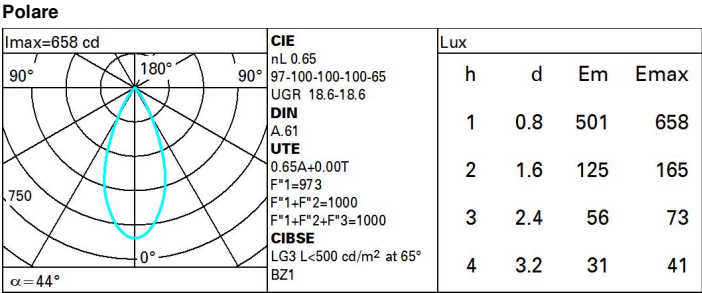 Polare
Imax=658 cd
90°
180°
90°
750
0°
α=44°
CIE
nL 0.65
97-100-100-100-65
UGR 18.6-18.6
DIN
A.61
UTE
0.65A+0.00T
F"1=973
F"1+F"2=1000
F"1+F"2+F"3=1000
CIBSE
LG3 L<500 cd/m² at 65°
BZ1
Lux
h d Em Emax
1 0.8 501 658
2 1.6 125 165
3 2.4 56 73
4 3.2 31 41